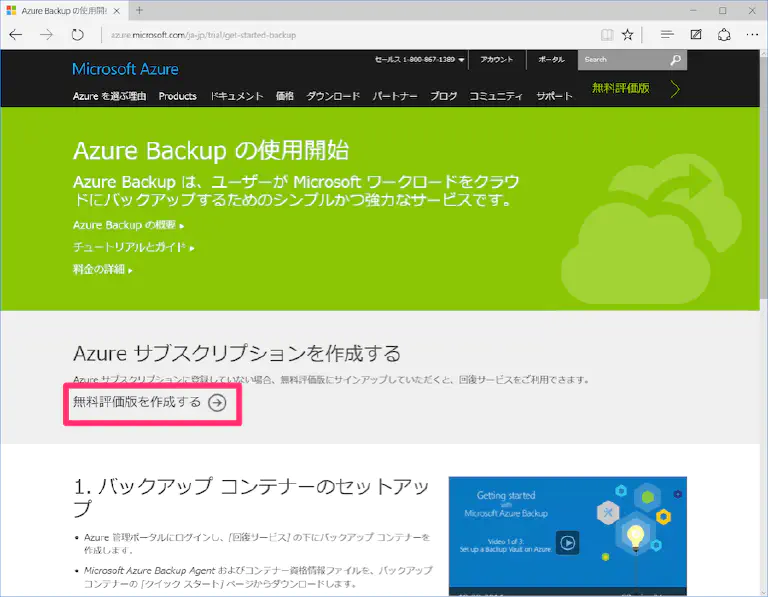 Azure Backup の使用開
azure.microsoft.com/ja-jp/trial/get-started-backup
セールス 1-800-867-1389
アカウント
ポータル
Search
Microsoft Azure
Azure を選ぶ理由 Products ドキュメント 価格 ダウンロード パートナー ブログ コミュニティ サポート 無料評価版
Azure Backup の使用開始
Azure Backup は、ユーザーが Microsoft ワークロードをクラウ
ドにバックアップするためのシンプルかつ強力なサービスです。
Azure Backup の概要
チュートリアルとガイド
料金の詳細
Azure サブスクリプションを作成する
Azure サブスクリプションに登録していない場合、無料評価版にサインアップしていただくと、回復サービスをご利用できます。
無料評価版を作成する
1. バックアップ コンテナーのセットアッ
プ
• Azure 管理ポータルにログインし、[回復サービス] の下にバックアップ コンテナーを
作成します。
• Microsoft Azure Backup Agent およびコンテナー資格情報ファイルを、バックアップ
コンテナーの [クイック スタート] ページからダウンロードします。
Getting started
with
Microsoft Azure Backup
Video 1 of 3:
Set up a Backup Vault on Azure